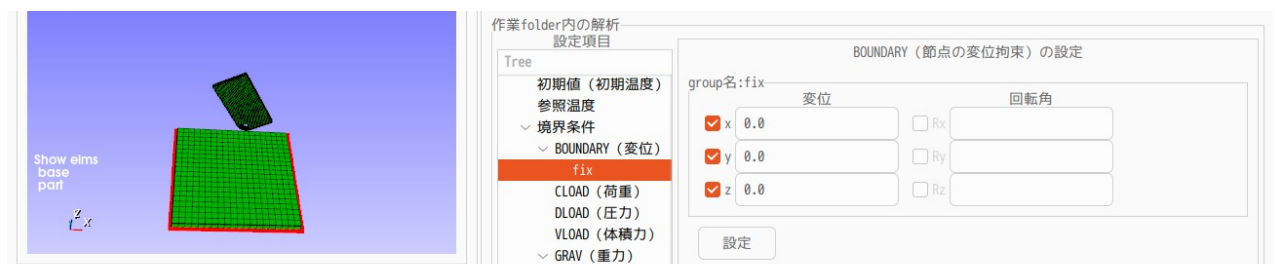 Show elms
base
part
z
x
作業folder内の解析
設定項目
Tree
初期値（初期温度）
参照温度
境界条件
BOUNDARY（変位）
fix
CLOAD（荷重）
DLOAD（圧力）
VLOAD（体積力）
GRAV（重力）
BOUNDARY（節点の変位拘束）の設定
group名:fix
変位 回転角
x 0.0 Rx
y 0.0 Ry
z 0.0 Rz
設定